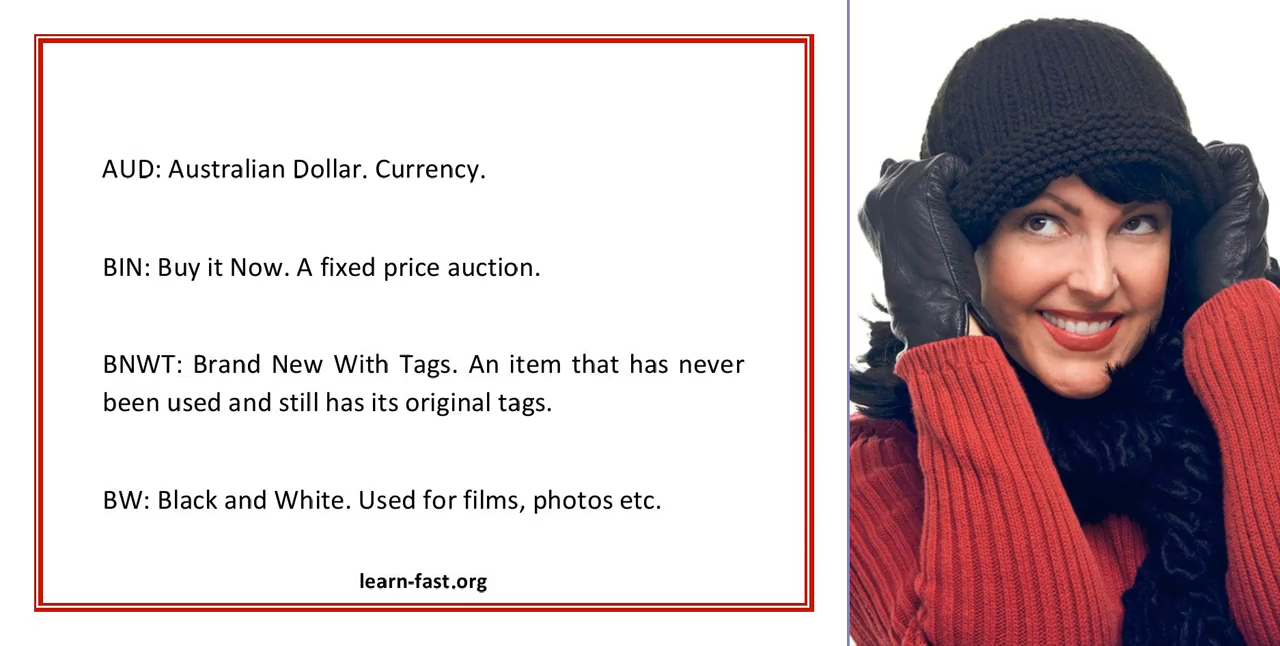 AUD: Australian Dollar. Currency.
BIN: Buy it Now. A fixed price auction.
BNWT: Brand New With Tags. An item that has never
been used and still has its original tags.
BW: Black and White. Used for films, photos etc.
learn-fast.org